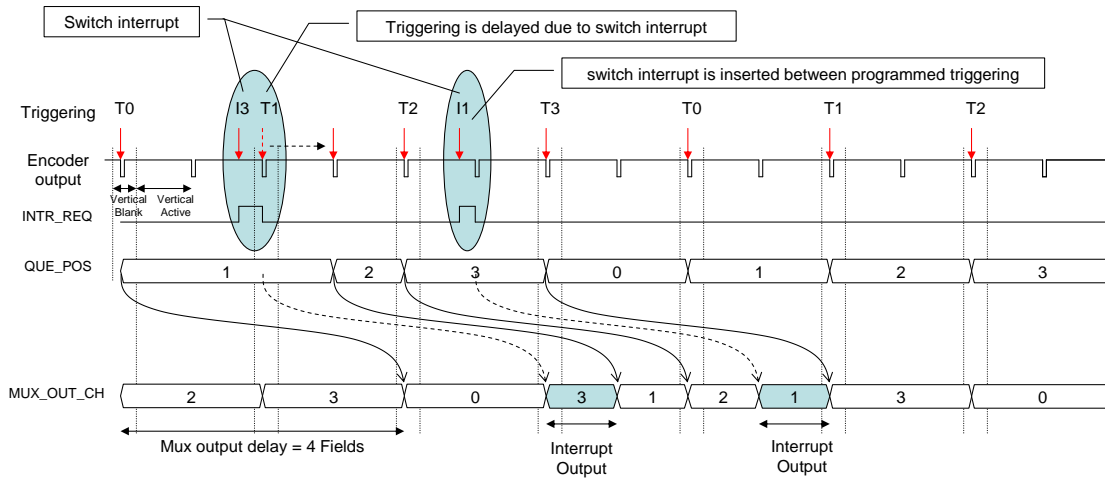 Switch interrupt
Triggering is delayed due to switch interrupt
switch interrupt is inserted between programmed triggering
Triggering
T0 I3 T1 T2 I1 T3 T0 T1 T2
Encoder
output
Vertical
Blank
Vertical
Active
INTR_REQ
QUE_POS
1 2 3 0 1 2 3
MUX_OUT_CH
2 3 0 3 1 2 1 3 0
Mux output delay = 4 Fields
Interrupt
Output
Interrupt
Output